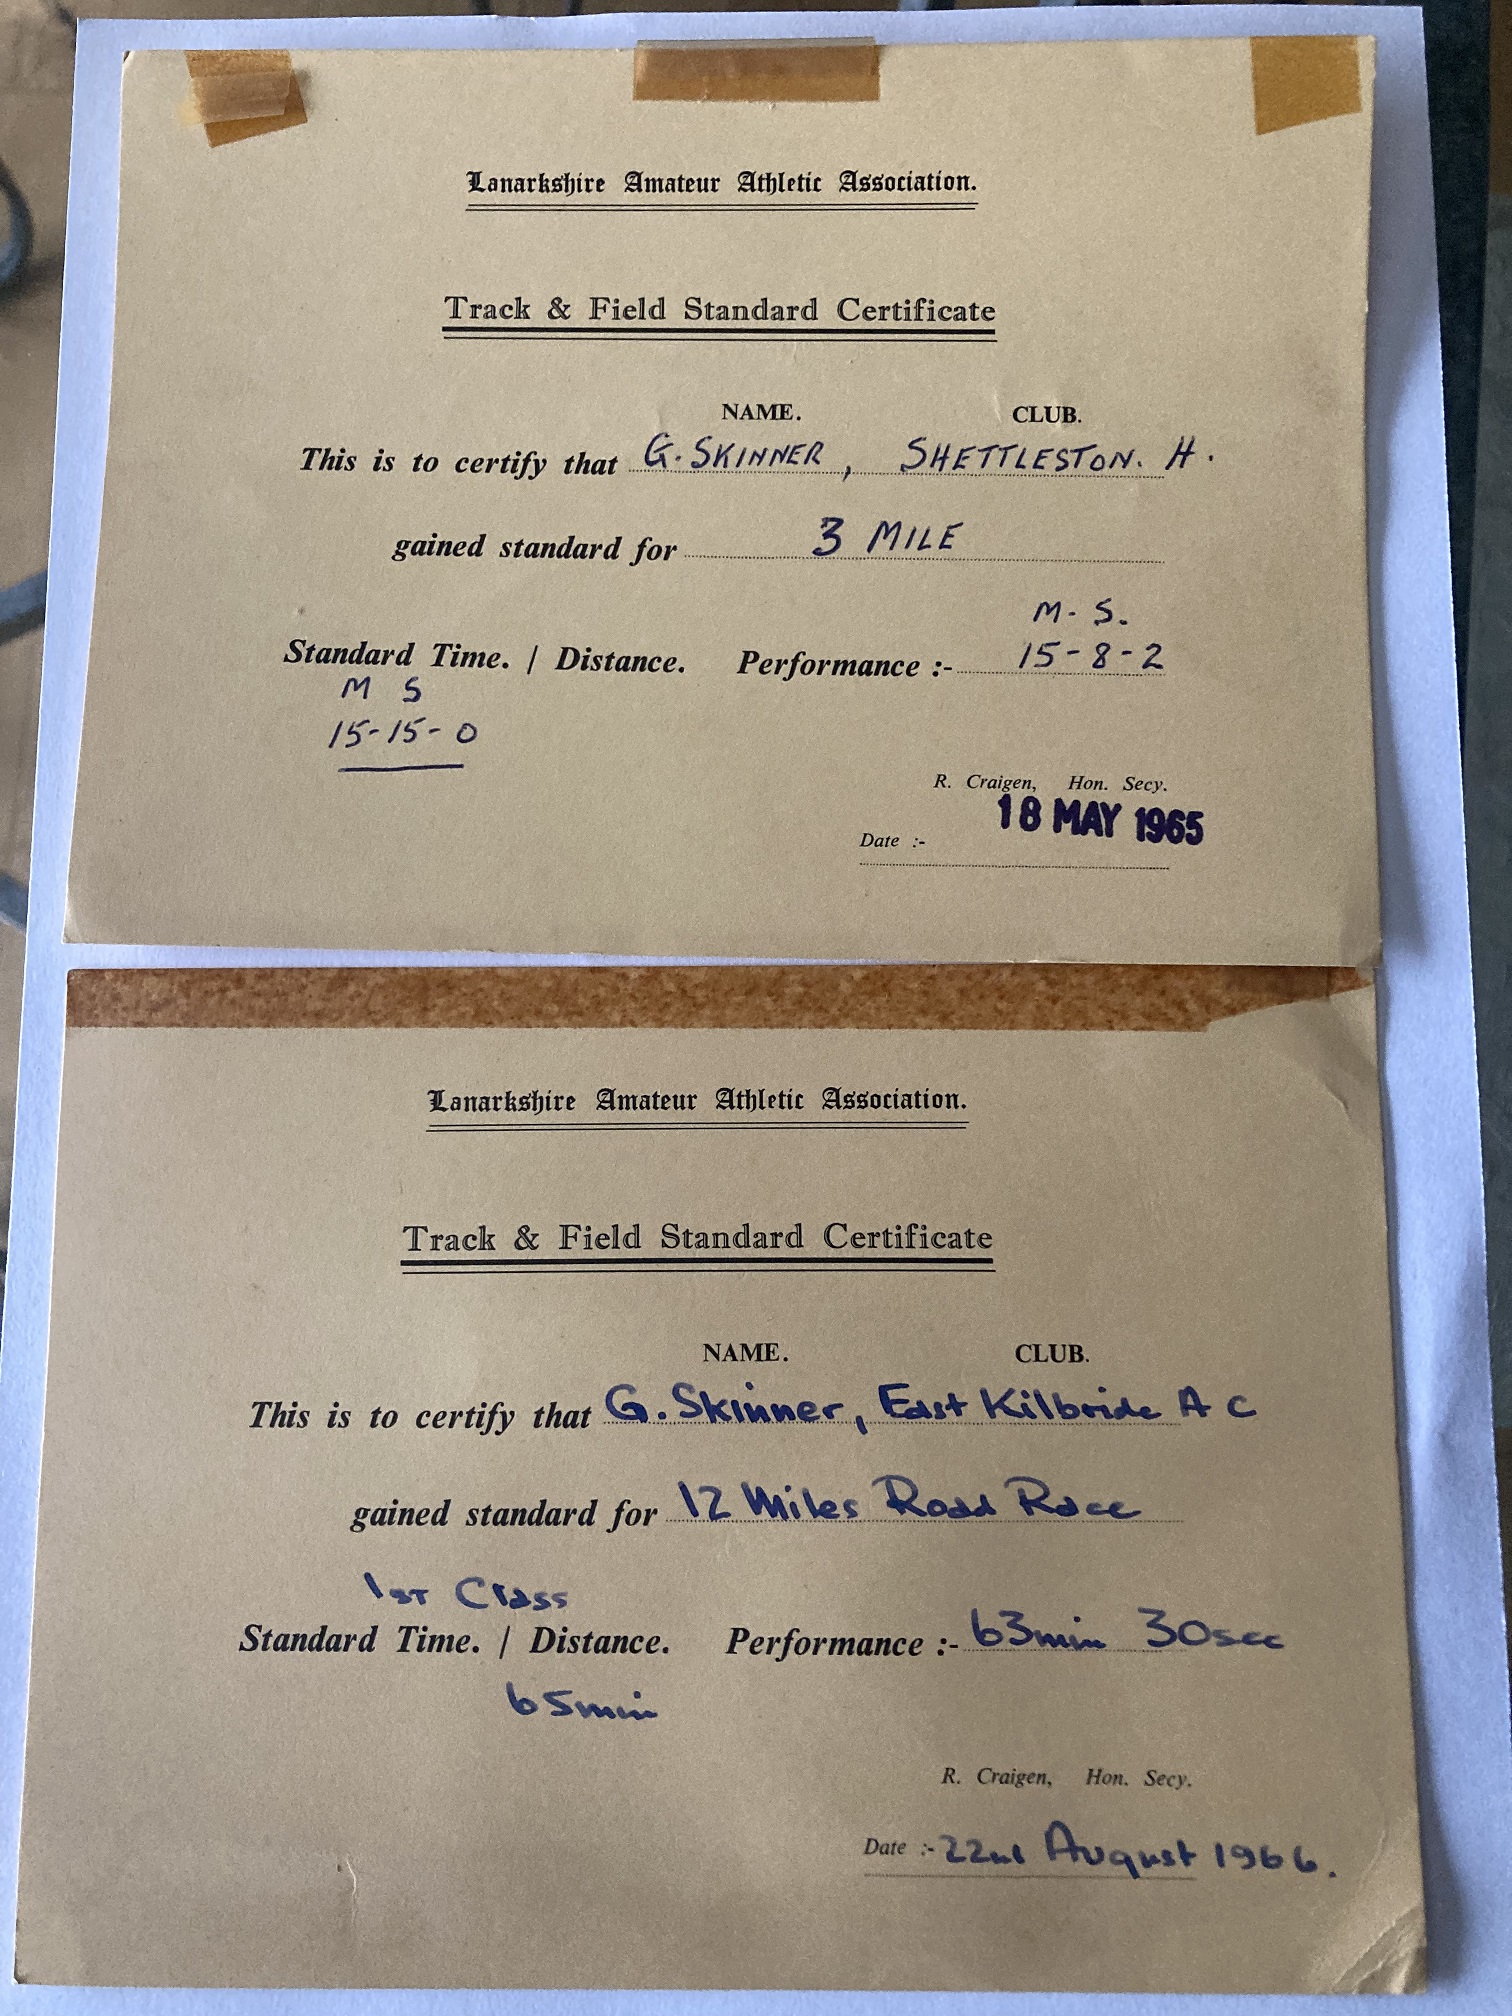 Lanarkshire Amateur Athletic Association.
Track & Field Standard Certificate
NAME. CLUB.
This is to certify that G. SKINNER, SHETTLESTON. H.
gained standard for 3 MILE
M. S.
Standard Time. / Distance. Performance :- 15-8-2
M S
15-15-0
R. Craigen, Hon. Secy.
18 MAY 1965
Date :-
Lanarkshire Amateur Athletic Association.
Track & Field Standard Certificate
NAME. CLUB.
This is to certify that G. Skinner, East Kilbride A C
gained standard for 12 Miles Road Race
1ST Class
Standard Time. / Distance. Performance :- 63min 30sec
65min
R. Craigen, Hon. Secy.
Date :- 22nd August 1966.